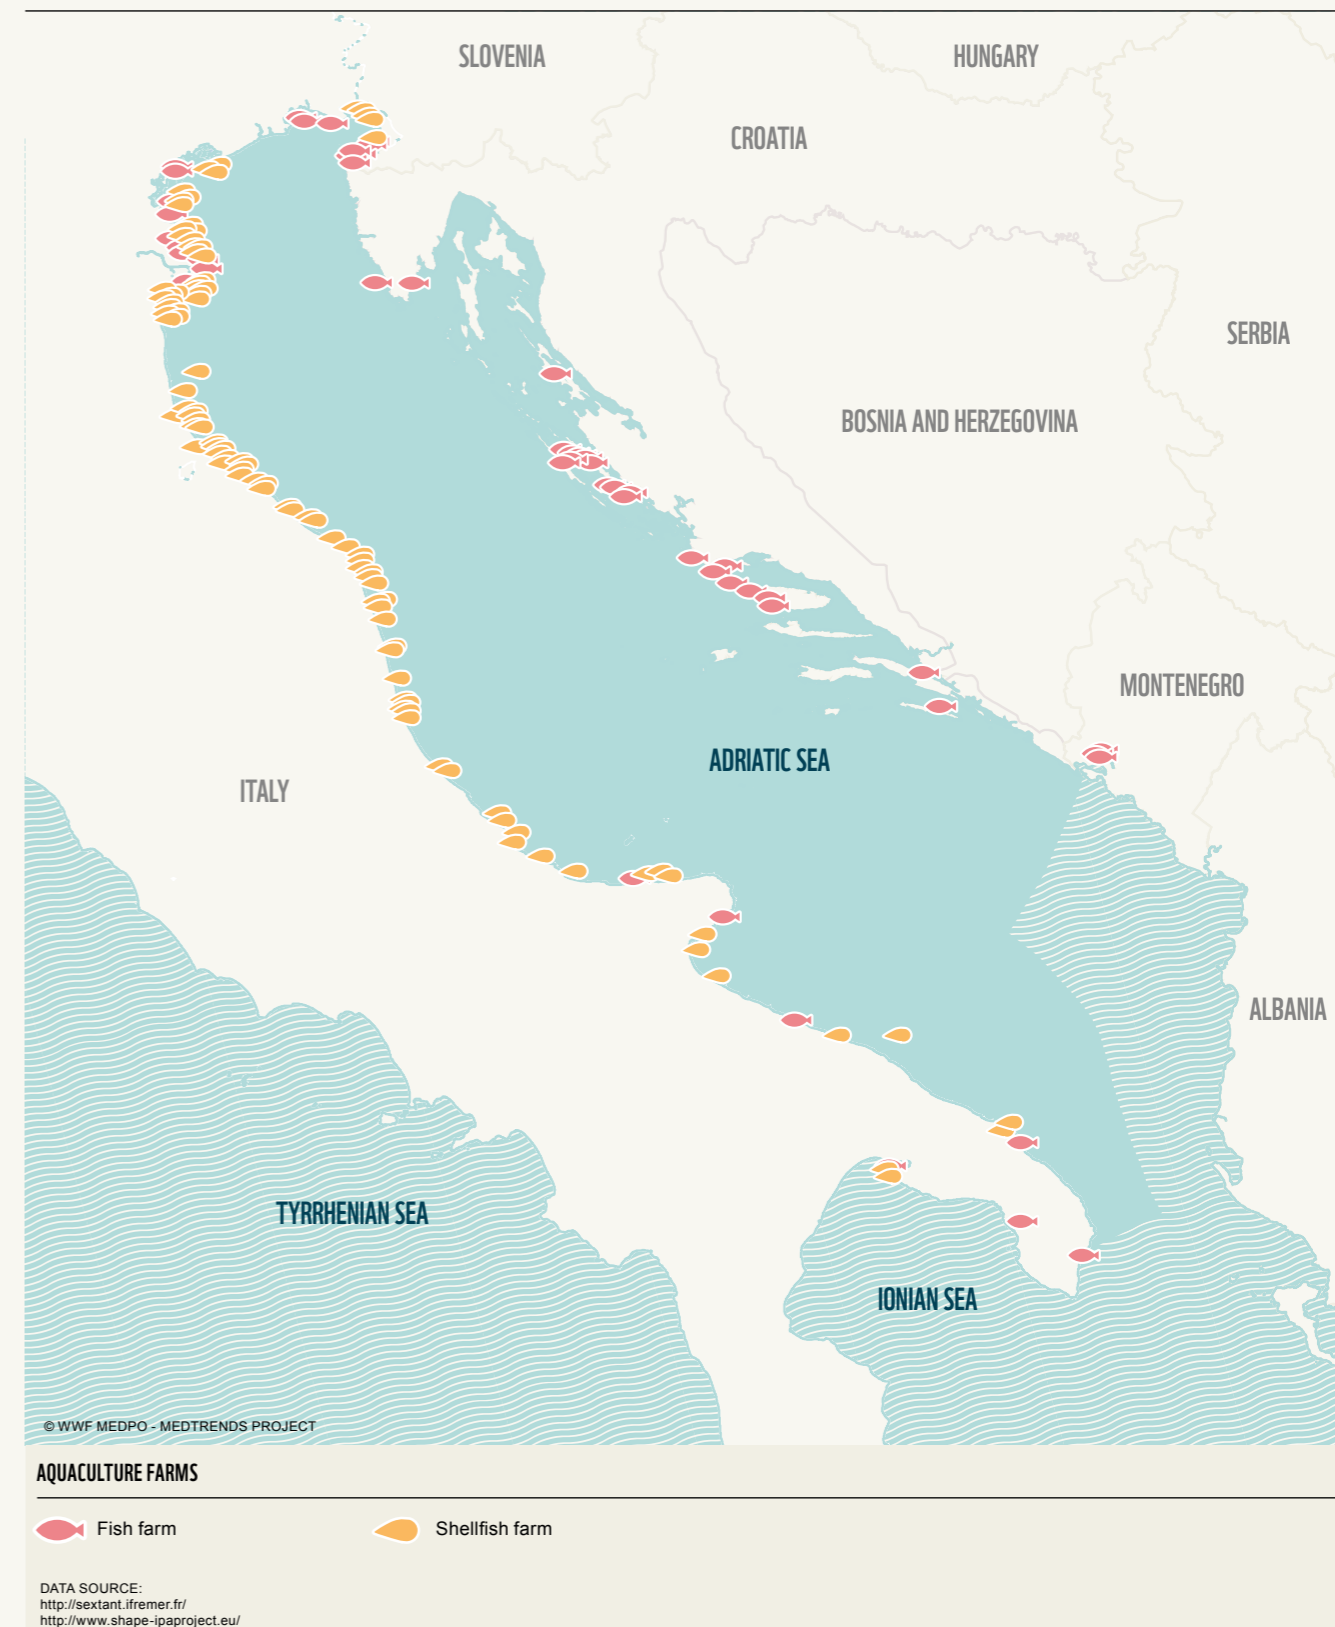 SLOVENIA
HUNGARY
CROATIA
SERBIA
BOSNIA AND HERZEGOVINA
MONTENEGRO
ADRIATIC SEA
ITALY
ALBANIA
TYRRHENIAN SEA
IONIAN SEA
© WWF MEDPO - MEDTRENDS PROJECT
AQUACULTURE FARMS
Fish farm
Shellfish farm
DATA SOURCE:
http://sextant.ifremer.fr/
http://www.shape-ipaproject.eu/